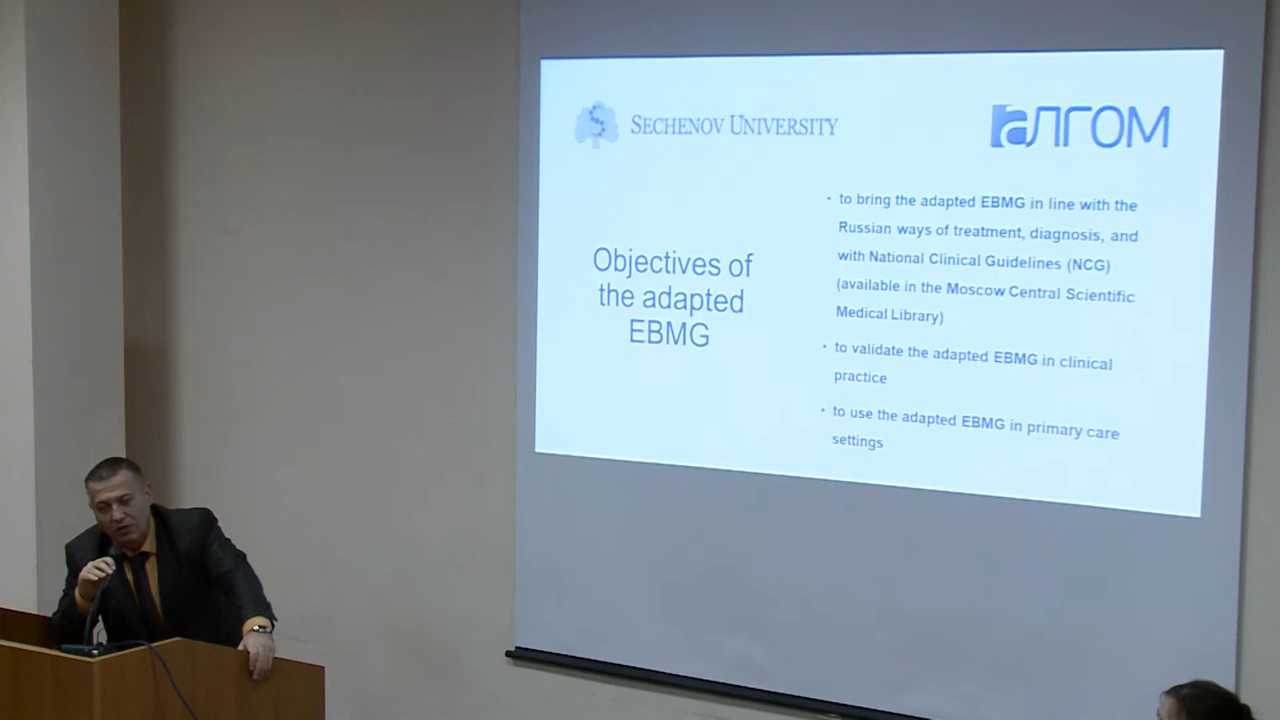 SECHENOV UNIVERSITY
аЛГОМ
Objectives of
the adapted
EBMG
• to bring the adapted EBMG in line with the
Russian ways of treatment, diagnosis, and
with National Clinical Guidelines (NCG)
(available in the Moscow Central Scientific
Medical Library)
• to validate the adapted EBMG in clinical
practice
• to use the adapted EBMG in primary care
settings